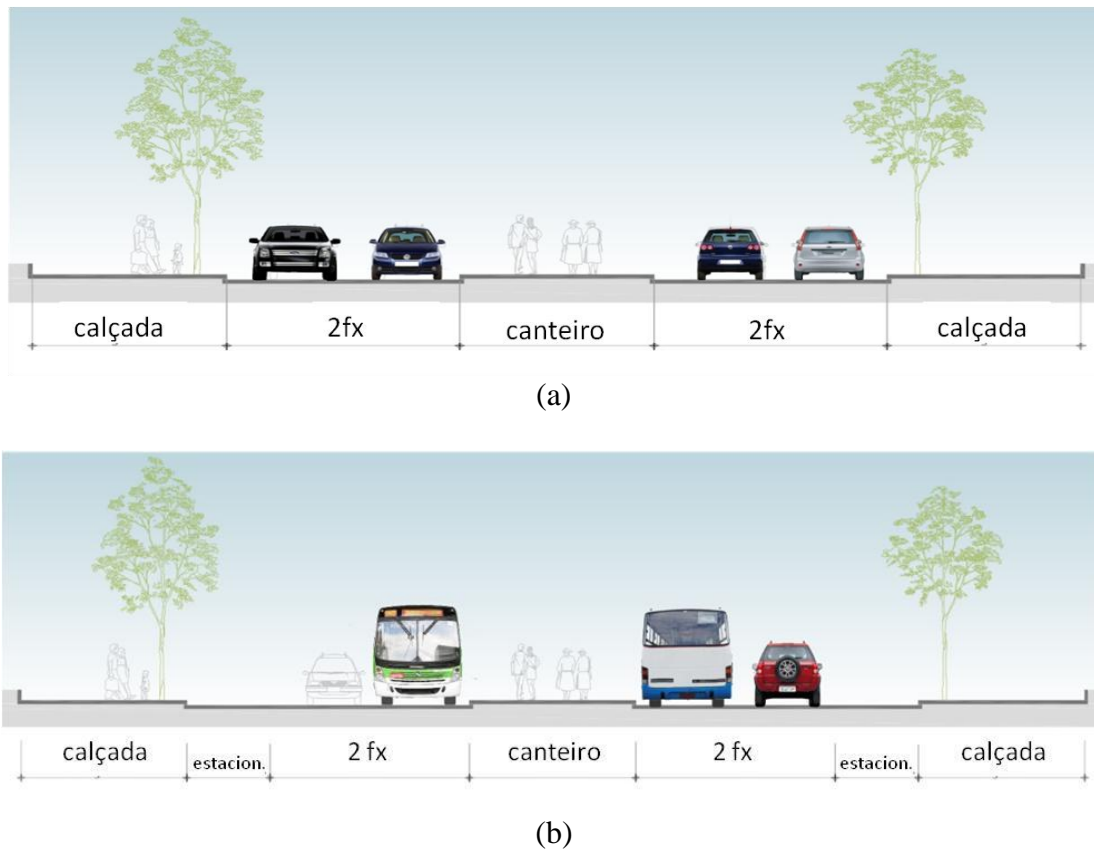 calçada 2fx canteiro 2fx calçada
(a)
calçada estacion. 2 fx canteiro 2 fx estacion. calçada
(b)